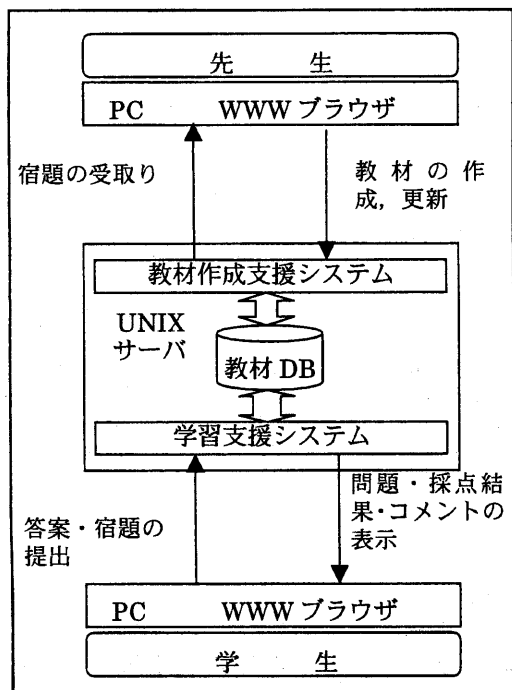 先 生
PC WWW ブラウザ
宿題の受取り
教 材 の 作
成, 更新
教材作成支援システム
UNIX
サーバ
教材 DB
学習支援システム
答案・宿題の
提出
問題・採点結
果・コメントの
表示
PC WWW ブラウザ
学 生